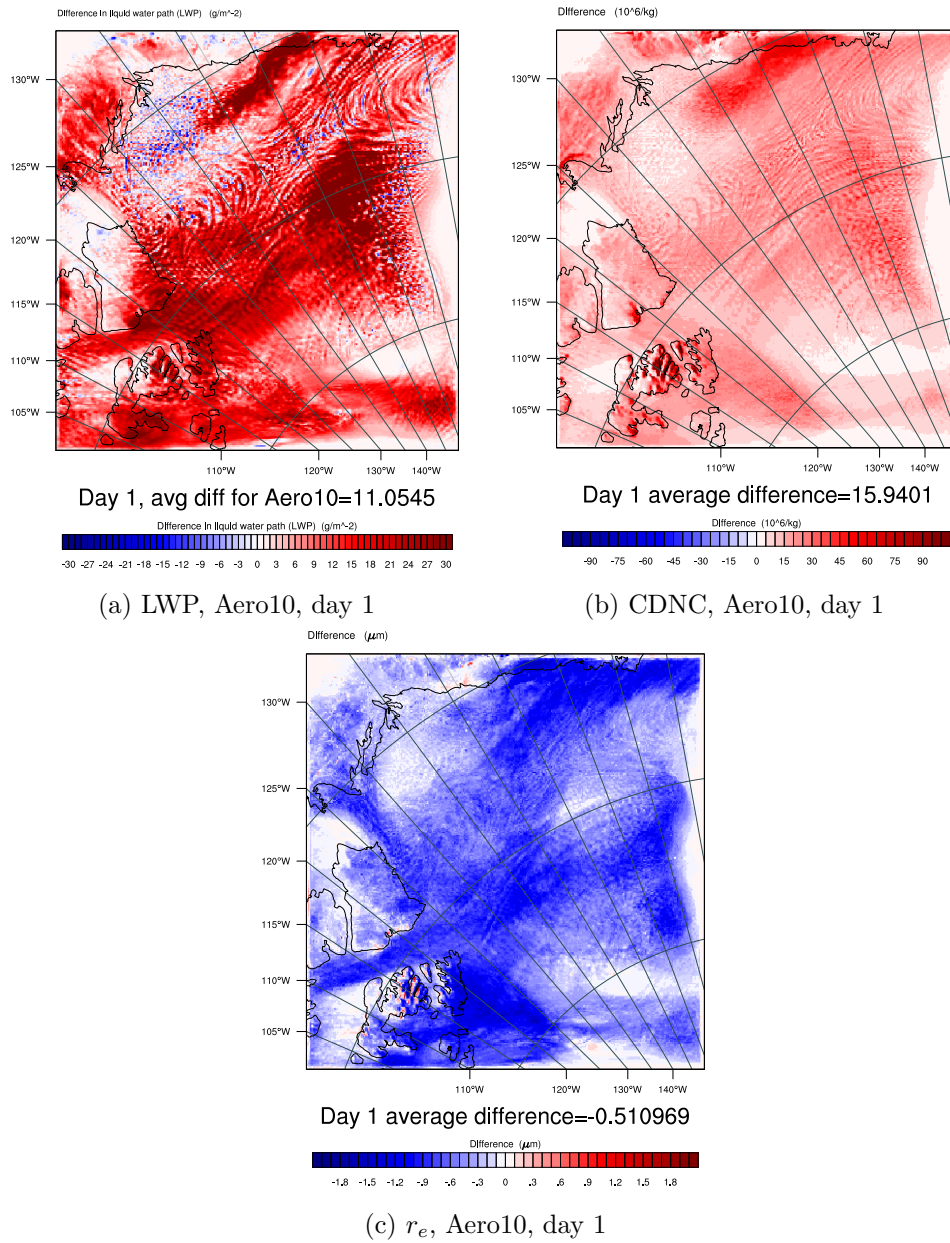 Difference in liquid water path (LWP) (g/m^-2)
130°W
125°W
120°W
115°W
110°W
105°W
110°W 120°W 130°W 140°W
Day 1, avg diff for Aero10=11.0545
Difference in liquid water path (LWP) (g/m^-2)
-30 -27 -24 -21 -18 -15 -12 -9 -6 -3 0 3 6 9 12 15 18 21 24 27 30
(a) LWP, Aero10, day 1
Difference (10^6/kg)
130°W
125°W
120°W
115°W
110°W
105°W
110°W 120°W 130°W 140°W
Day 1 average difference=15.9401
Difference (10^6/kg)
-90 -75 -60 -45 -30 -15 0 15 30 45 60 75 90
(b) CDNC, Aero10, day 1
Difference (μm)
130°W
125°W
120°W
115°W
110°W
105°W
110°W 120°W 130°W 140°W
Day 1 average difference=-0.510969
Difference (μm)
-1.8 -1.5 -1.2 -.9 -.6 -.3 0 .3 .6 .9 1.2 1.5 1.8
(c) r_e, Aero10, day 1